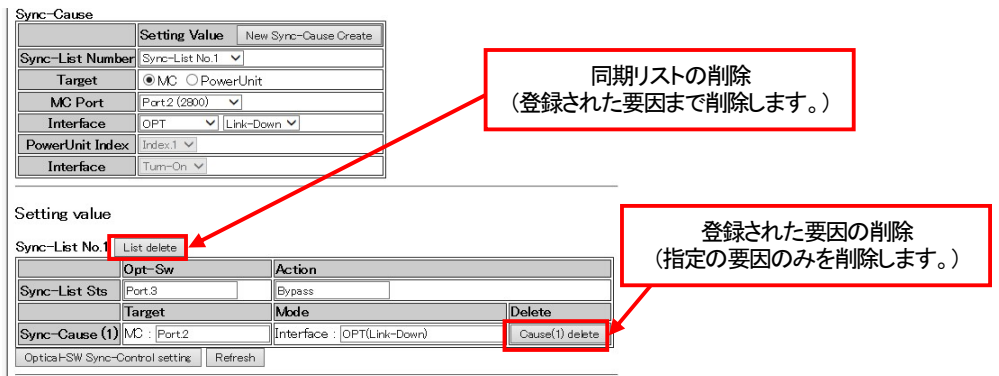 Sync-Cause
Setting Value New Sync-Cause Create
Sync-List Number Sync-List No.1
Target MC PowerUnit
MC Port Port.2 (2800)
Interface OPT Link-Down
PowerUnit Index Index.1
Interface Turn-On
同期リストの削除
（登録された要因まで削除します。）
Setting value
Sync-List No.1 List delete
Opt-Sw Action
Sync-List Sts Port.3 Bypass
Target Mode Delete
Sync-Cause (1) MC : Port.2 Interface : OPT(Link-Down) Cause(1) delete
Optical-SW Sync-Control setting Refresh
登録された要因の削除
（指定の要因のみを削除します。）